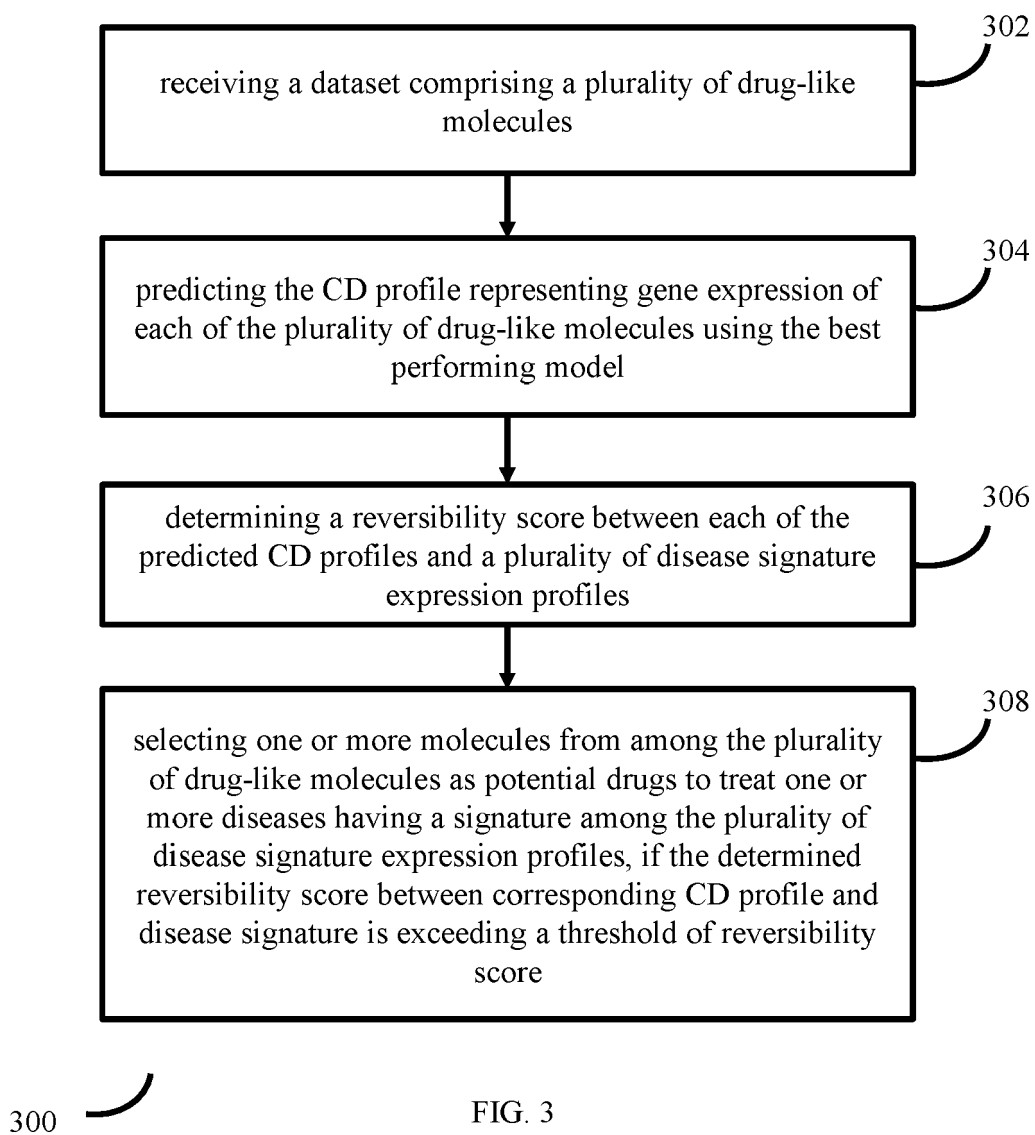 302
receiving a dataset comprising a plurality of drug-like
molecules
304
predicting the CD profile representing gene expression of
each of the plurality of drug-like molecules using the best
performing model
306
determining a reversibility score between each of the
predicted CD profiles and a plurality of disease signature
expression profiles
308
selecting one or more molecules from among the plurality
of drug-like molecules as potential drugs to treat one or
more diseases having a signature among the plurality of
disease signature expression profiles, if the determined
reversibility score between corresponding CD profile and
disease signature is exceeding a threshold of reversibility
score
300
FIG. 3